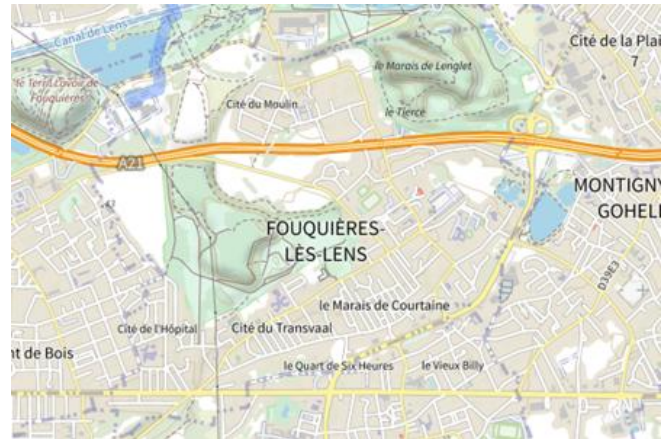 Canal de Lens
Cité de la Plai
7
le Marais de Lenglet
le Terril Lavoir de
Fouquières
Cité du Moulin
le Tierce
A21
MONTIGNY
GOHELL
FOUQUIÈRES-
LÈS-LENS
D39E3
le Marais de Courtaine
Cité de l'Hôpital
Cité du Transvaal
nt de Bois
le Quart de Six Heures
le Vieux Billy